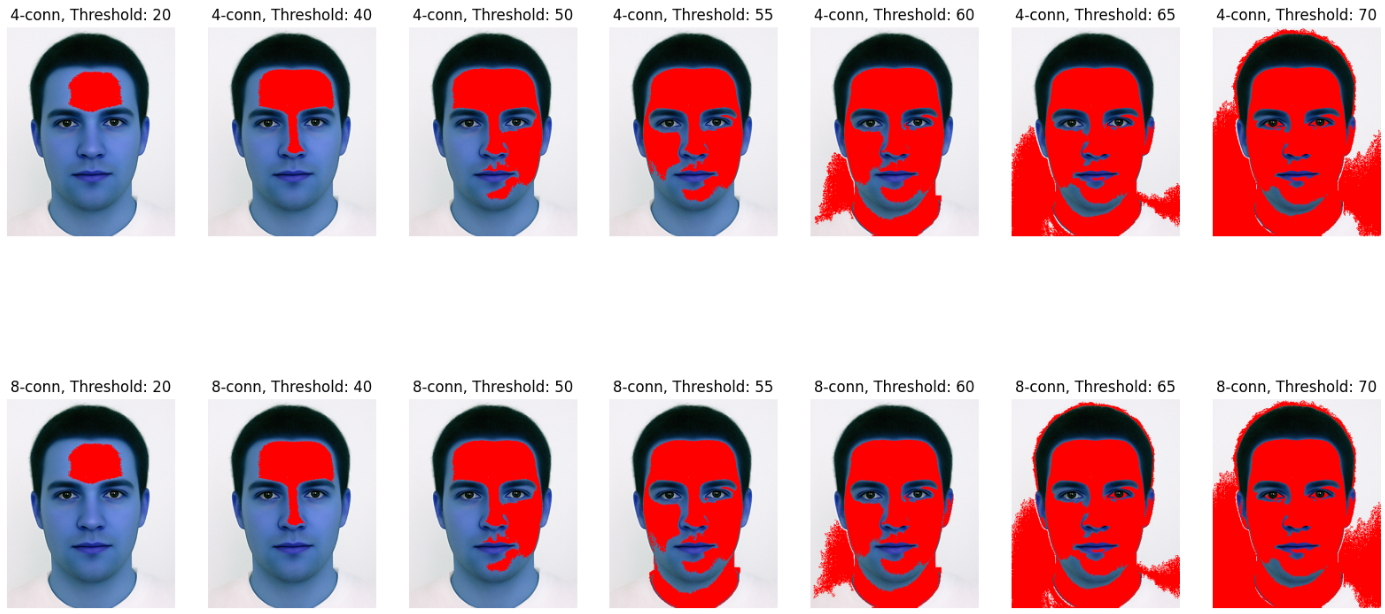 4-conn, Threshold: 20
4-conn, Threshold: 40
4-conn, Threshold: 50
4-conn, Threshold: 55
4-conn, Threshold: 60
4-conn, Threshold: 65
4-conn, Threshold: 70
8-conn, Threshold: 20
8-conn, Threshold: 40
8-conn, Threshold: 50
8-conn, Threshold: 55
8-conn, Threshold: 60
8-conn, Threshold: 65
8-conn, Threshold: 70